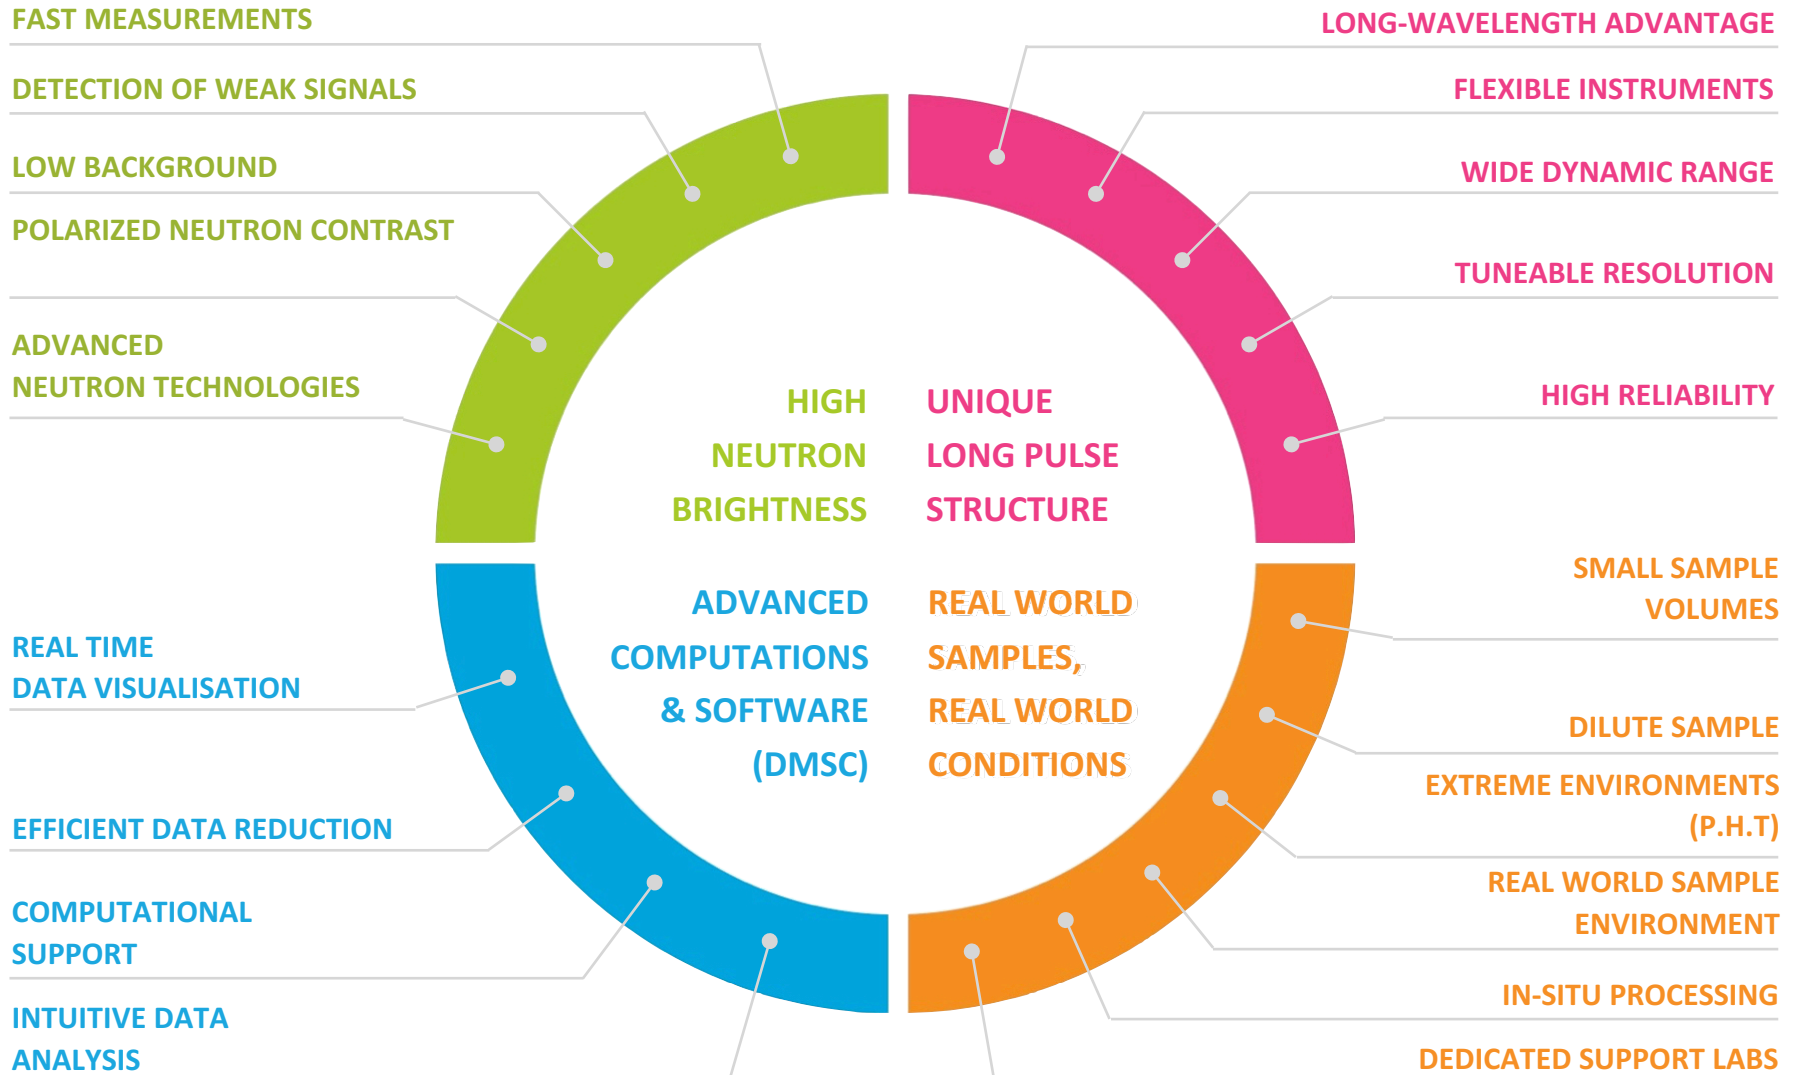 FAST MEASUREMENTS
DETECTION OF WEAK SIGNALS
LOW BACKGROUND
POLARIZED NEUTRON CONTRAST
ADVANCED
NEUTRON TECHNOLOGIES
LONG-WAVELENGTH ADVANTAGE
FLEXIBLE INSTRUMENTS
WIDE DYNAMIC RANGE
TUNEABLE RESOLUTION
HIGH RELIABILITY
HIGH
NEUTRON
BRIGHTNESS
UNIQUE
LONG PULSE
STRUCTURE
ADVANCED
COMPUTATIONS
& SOFTWARE
(DMSC)
REAL WORLD
SAMPLES,
REAL WORLD
CONDITIONS
REAL TIME
DATA VISUALISATION
EFFICIENT DATA REDUCTION
COMPUTATIONAL
SUPPORT
INTUITIVE DATA
ANALYSIS
SMALL SAMPLE
VOLUMES
DILUTE SAMPLE
EXTREME ENVIRONMENTS
(P.H.T)
REAL WORLD SAMPLE
ENVIRONMENT
IN-SITU PROCESSING
DEDICATED SUPPORT LABS